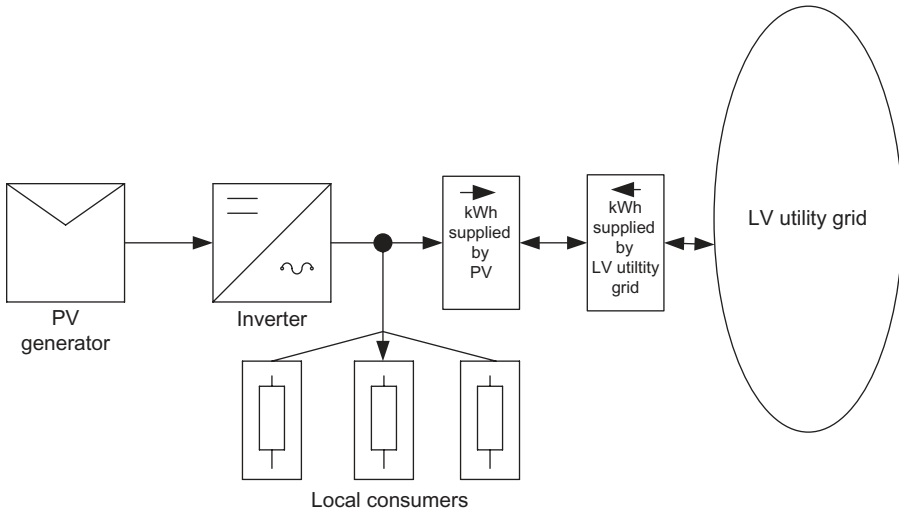 PV
generator
Inverter
Local consumers
kWh
supplied
by
PV
kWh
supplied
by
LV utiltity
grid
LV utility grid